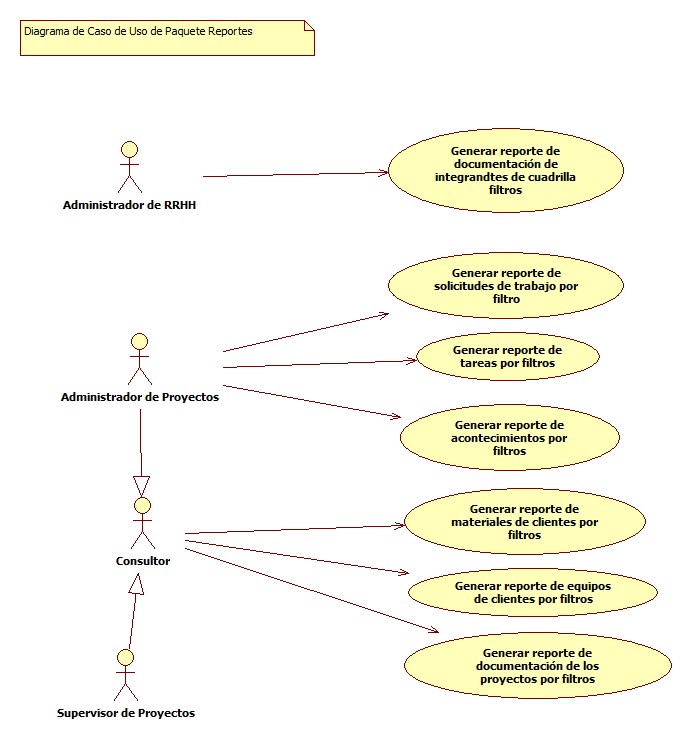 Diagrama de Caso de Uso de Paquete Reportes
Generar reporte de
documentación de
integrandtes de cuadrilla
filtros
Administrador de RRHH
Generar reporte de
solicitudes de trabajo por
filtro
Generar reporte de
tareas por filtros
Administrador de Proyectos
Generar reporte de
acontecimientos por
filtros
Generar reporte de
materiales de clientes por
filtros
Consultor
Generar reporte de equipos
de clientes por filtros
Generar reporte de
documentación de los
proyectos por filtros
Supervisor de Proyectos